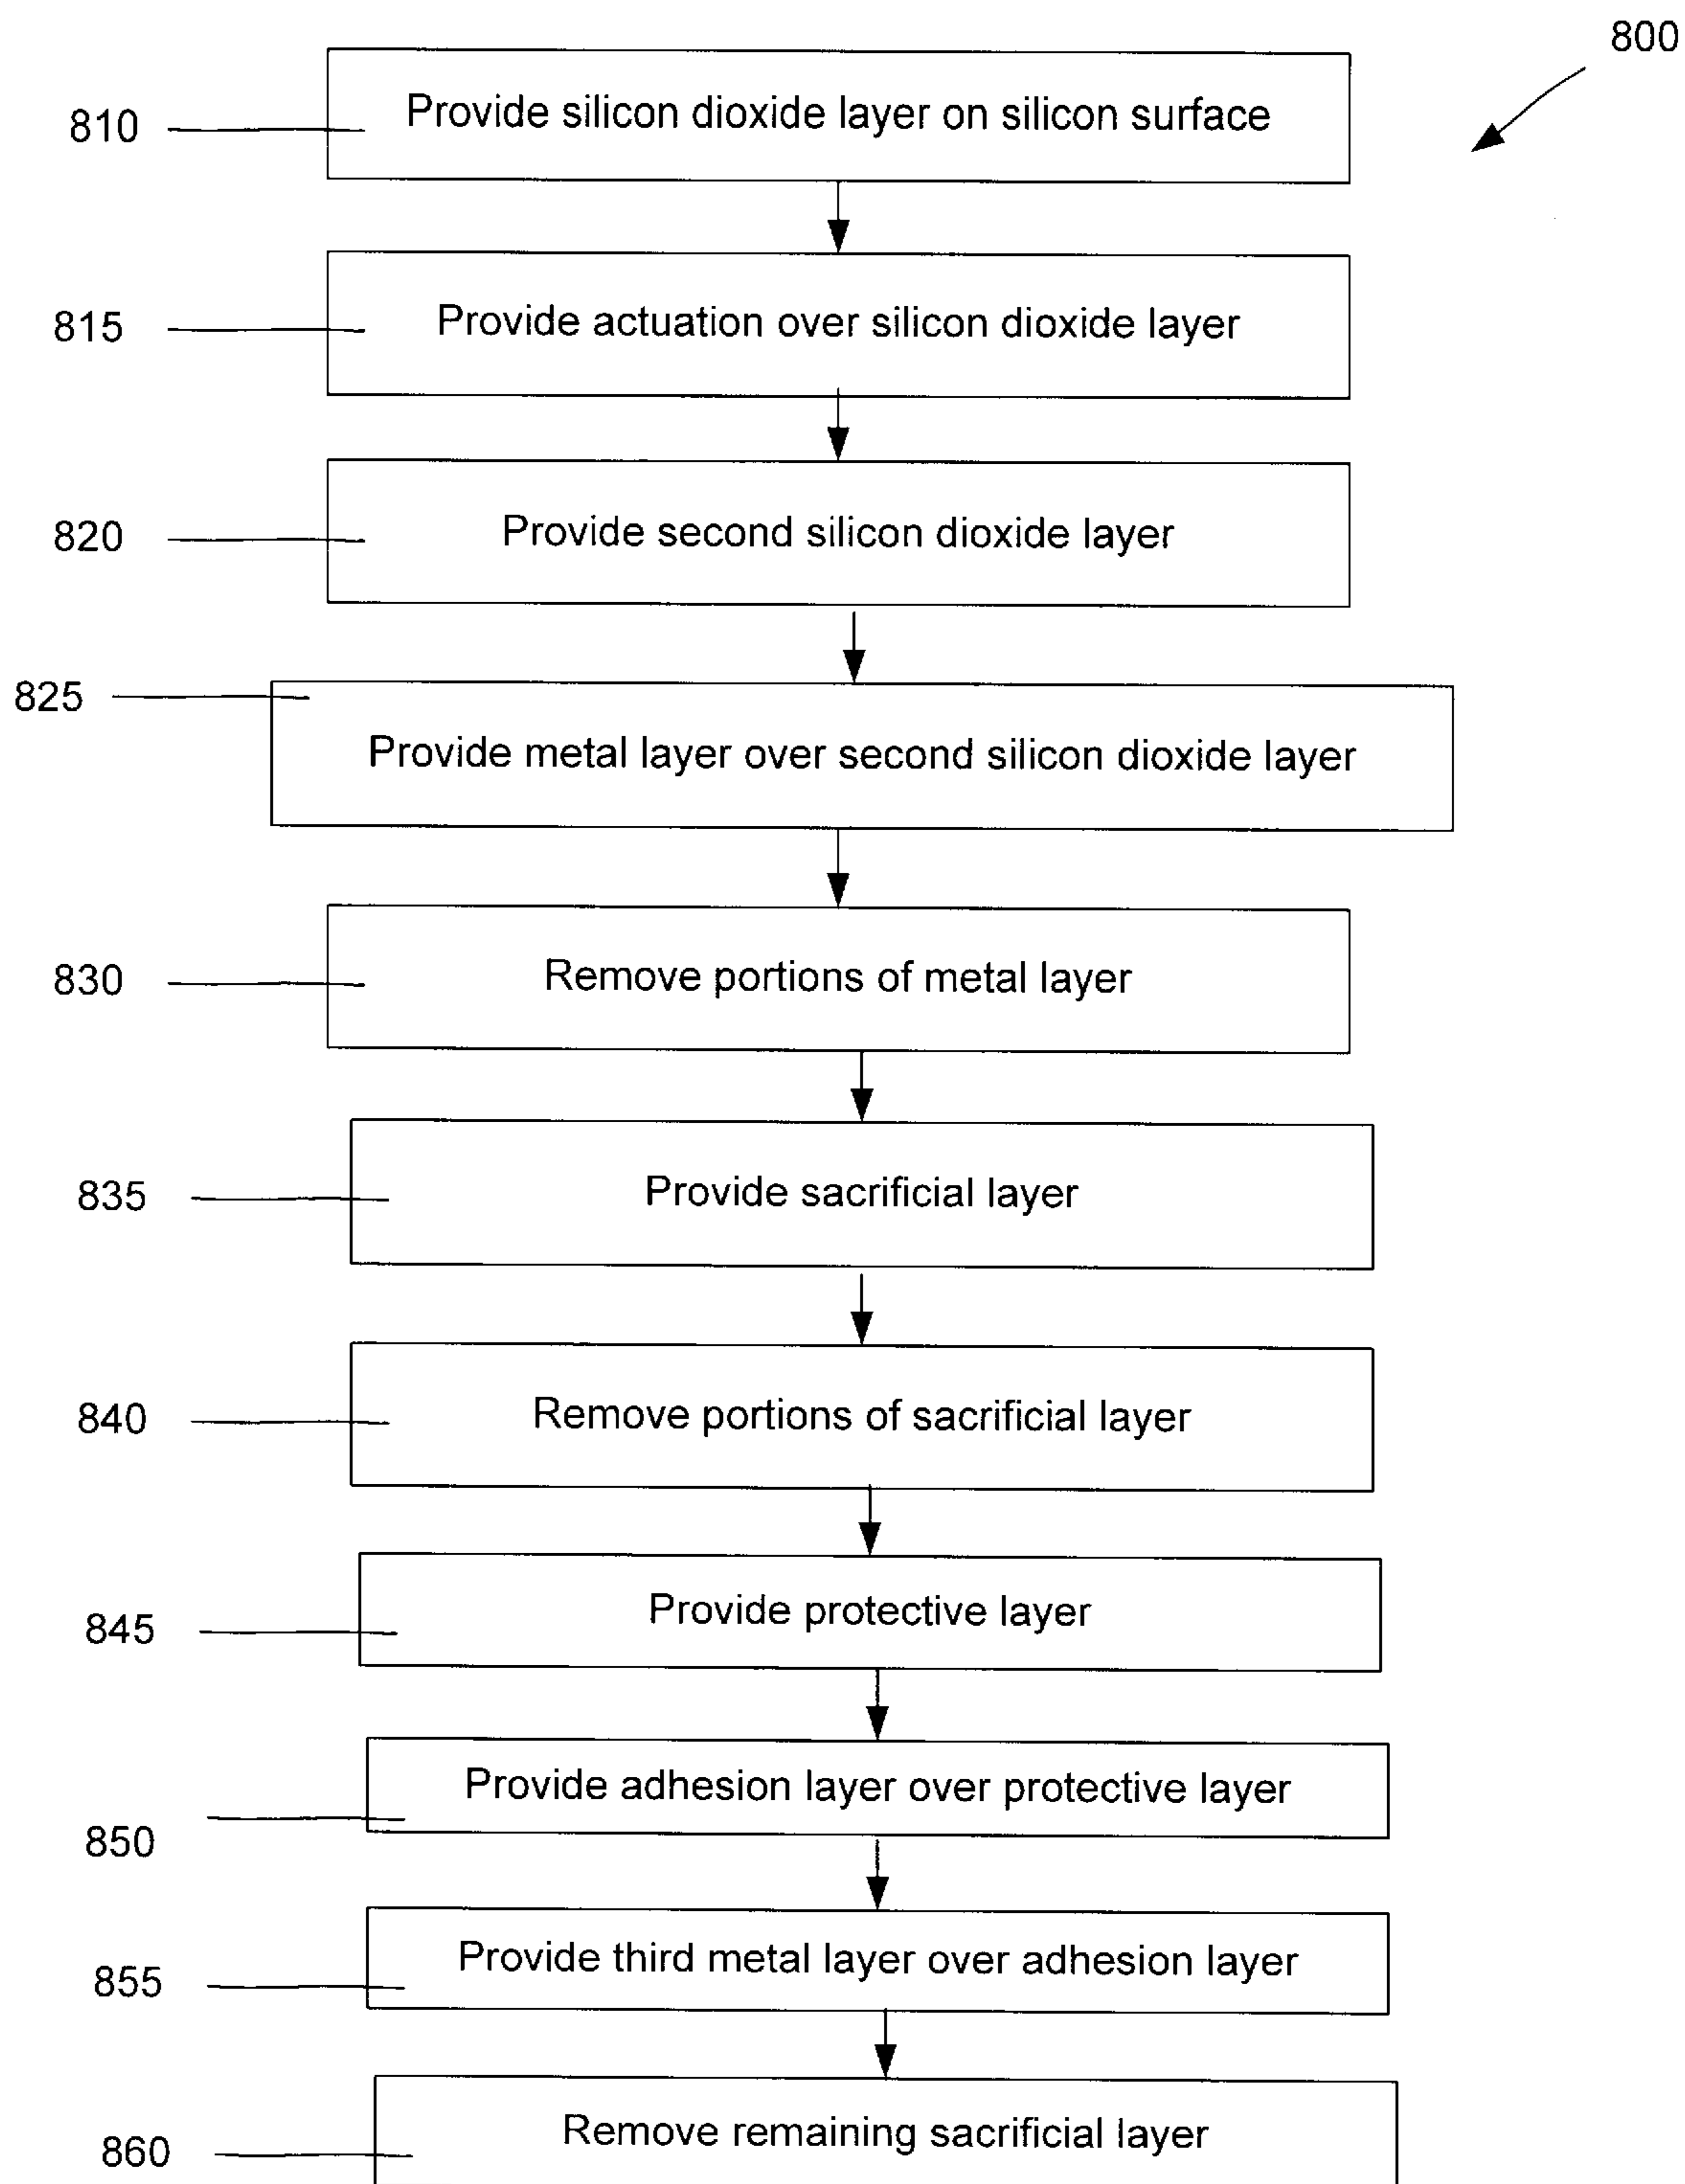 800
810 Provide silicon dioxide layer on silicon surface
815 Provide actuation over silicon dioxide layer
820 Provide second silicon dioxide layer
825 Provide metal layer over second silicon dioxide layer
830 Remove portions of metal layer
835 Provide sacrificial layer
840 Remove portions of sacrificial layer
845 Provide protective layer
850 Provide adhesion layer over protective layer
855 Provide third metal layer over adhesion layer
860 Remove remaining sacrificial layer